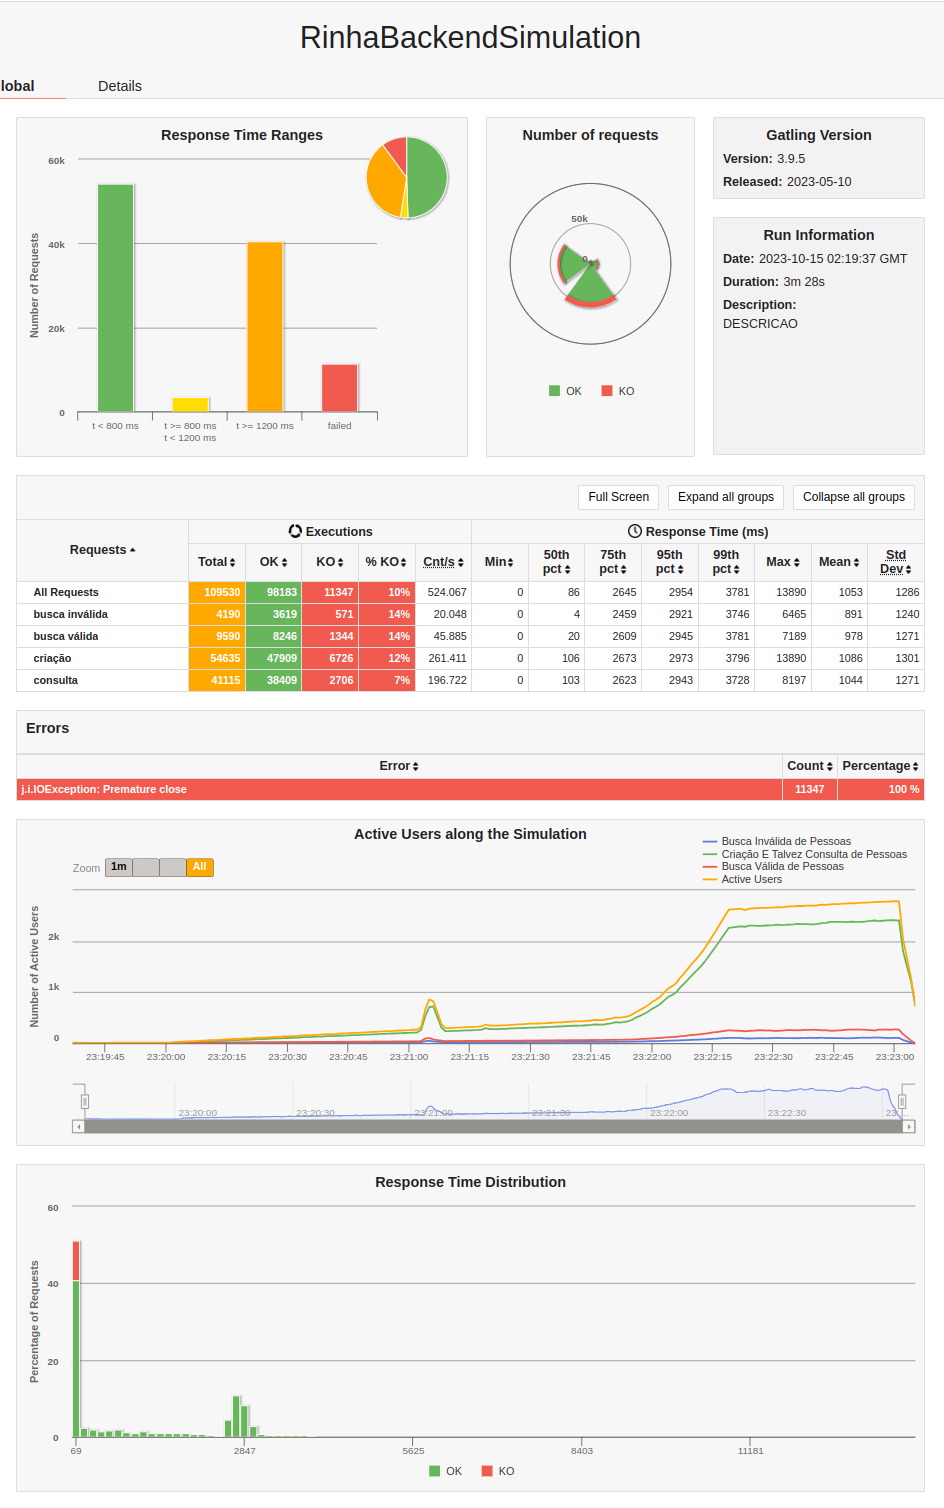 RinhaBackendSimulation
lobal
Details
Response Time Ranges
Number of Requests
60k
40k
20k
0
t < 800 ms
t >= 800 ms
t < 1200 ms
t >= 1200 ms
failed
Number of requests
50k
0
OK
KO
Gatling Version
Version: 3.9.5
Released: 2023-05-10
Run Information
Date: 2023-10-15 02:19:37 GMT
Duration: 3m 28s
Description:
DESCRICAO
Full Screen
Expand all groups
Collapse all groups
Requests
Executions
Response Time (ms)
Total OK KO % KO Cnt/s Min 50th pct 75th pct 95th pct 99th pct Max Mean Std Dev
All Requests 109530 98183 11347 10% 524.067 0 86 2645 2954 3781 13890 1053 1286
busca inválida 4190 3619 571 14% 20.048 0 4 2459 2921 3746 6465 891 1240
busca válida 9590 8246 1344 14% 45.885 0 20 2609 2945 3781 7189 978 1271
criação 54635 47909 6726 12% 261.411 0 106 2673 2973 3796 13890 1086 1301
consulta 41115 38409 2706 7% 196.722 0 103 2623 2943 3728 8197 1044 1271
Errors
Error Count Percentage
j.i.IOException: Premature close 11347 100 %
Active Users along the Simulation
Zoom 1m All
Busca Inválida de Pessoas
Criação E Talvez Consulta de Pessoas
Busca Válida de Pessoas
Active Users
Number of Active Users
2k
1k
0
23:19:45 23:20:00 23:20:15 23:20:30 23:20:45 23:21:00 23:21:15 23:21:30 23:21:45 23:22:00 23:22:15 23:22:30 23:22:45 23:23:00
23:20:00 23:20:30 23:21:00 23:21:30 23:22:00 23:22:30 23:...
Response Time Distribution
Percentage of Requests
60
40
20
0
69 2847 5625 8403 11181
OK KO